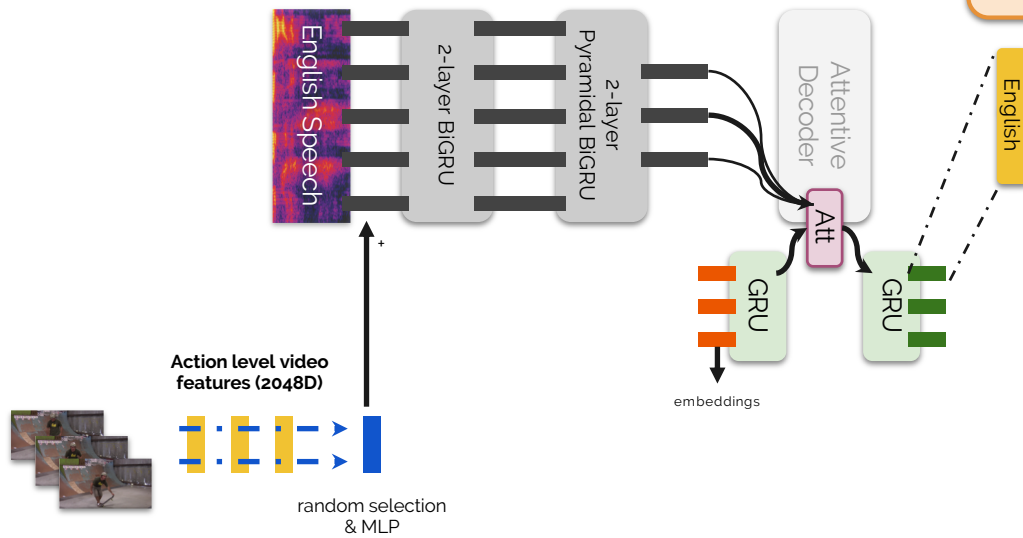 English Speech
2-layer BiGRU
2-layer
Pyramidal BiGRU
Attentive
Decoder
English
Att
+
GRU
GRU
embeddings
Action level video
features (2048D)
random selection
& MLP